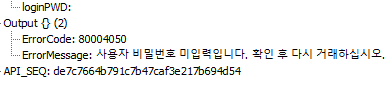 loginPWD:
Output {} (2)
ErrorCode: 80004050
ErrorMessage: 사용자 비밀번호 미입력입니다. 확인 후 다시 거래하십시오.
API_SEQ: de7c7664b791c7b47caf3e217b694d54